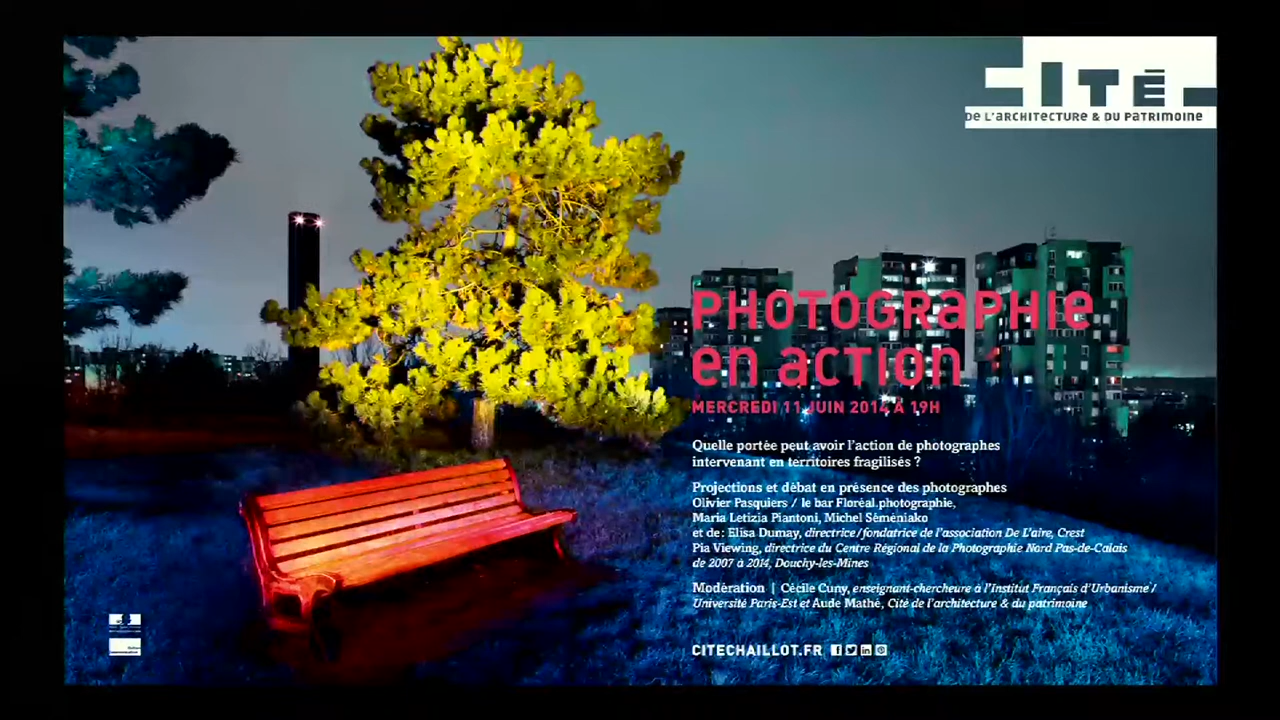 CITÉ
DE L'ARCHITECTURE & DU PATRIMOINE
PHOTOGRAPHIE
en action
MERCREDI 11 JUIN 2014 À 19H
Quelle portée peut avoir l'action de photographes
intervenant en territoires fragilisés ?
Projections et débat en présence des photographes
Olivier Pasquiers / le bar Floréal.photographie,
Maria Letizia Piantoni, Michel Séméniako
et de : Elisa Dumay, directrice/fondatrice de l'association De L'aire, Crest
Pia Viewing, directrice du Centre Régional de la Photographie Nord Pas-de-Calais
de 2007 à 2014, Douchy-les-Mines
Modération | Cécile Cuny, enseignant-chercheure à l'Institut Français d'Urbanisme /
Université Paris-Est et Aude Mathé, Cité de l'architecture & du patrimoine
CITECHAILLOT.FR